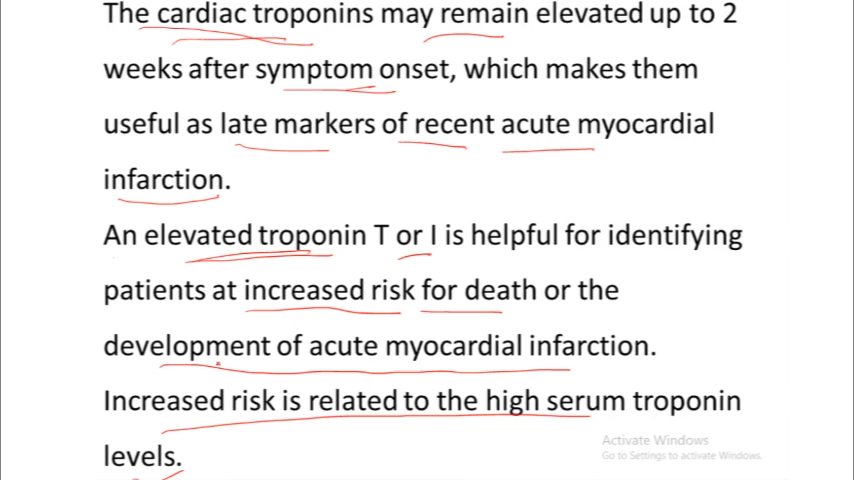 The cardiac troponins may remain elevated up to 2
weeks after symptom onset, which makes them
useful as late markers of recent acute myocardial
infarction.
An elevated troponin T or I is helpful for identifying
patients at increased risk for death or the
development of acute myocardial infarction.
Increased risk is related to the high serum troponin
levels.
Activate Windows
Go to Settings to activate Windows.